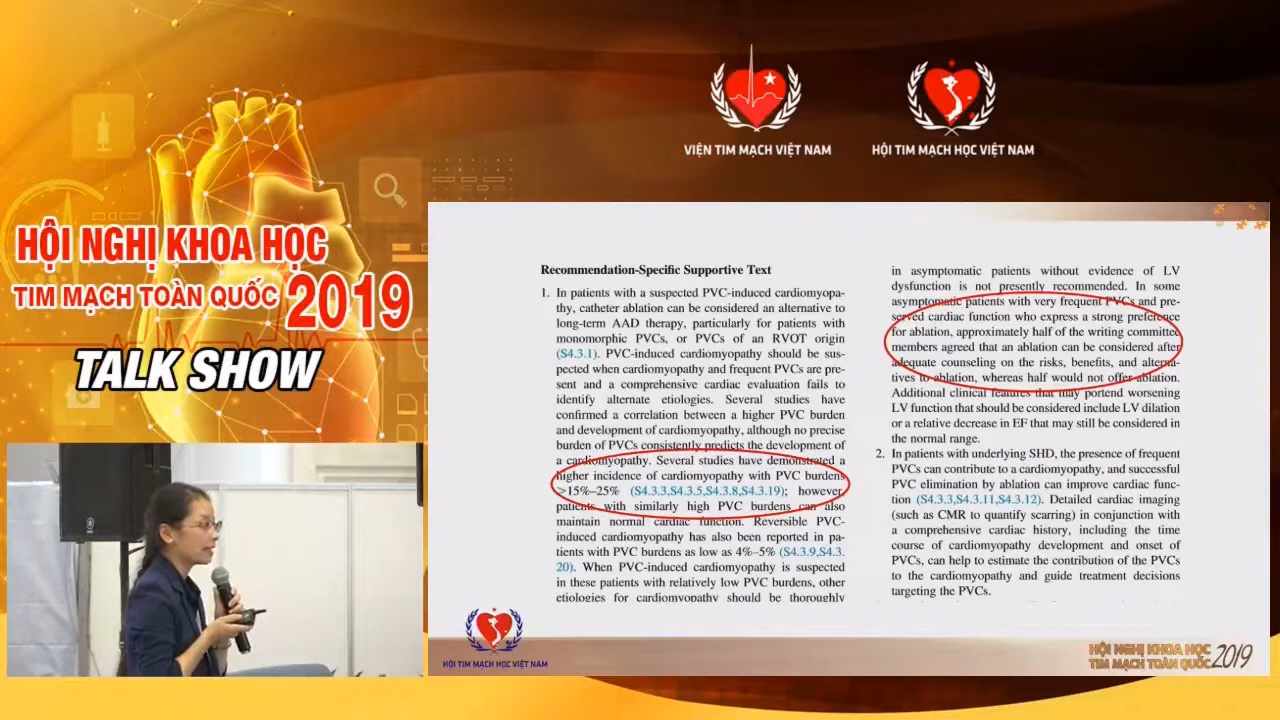 HỘI NGHỊ KHOA HỌC
TIM MẠCH TOÀN QUỐC 2019
TALK SHOW
VIỆN TIM MẠCH VIỆT NAM
HỘI TIM MẠCH HỌC VIỆT NAM
Recommendation-Specific Supportive Text
1. In patients with a suspected PVC-induced cardiomyopa-
thy, catheter ablation can be considered an alternative to
long-term AAD therapy, particularly for patients with
monomorphic PVCs, or PVCs of an RVOT origin
(S4.3.1). PVC-induced cardiomyopathy should be sus-
pected when cardiomyopathy and frequent PVCs are pre-
sent and a comprehensive cardiac evaluation fails to
identify alternate etiologies. Several studies have
confirmed a correlation between a higher PVC burden
and development of cardiomyopathy, although no precise
burden of PVCs consistently predicts the development of
a cardiomyopathy. Several studies have demonstrated a
higher incidence of cardiomyopathy with PVC burdens
>15%–25% (S4.3.3,S4.3.5,S4.3.8,S4.3.19); however,
patients with similarly high PVC burdens can also
maintain normal cardiac function. Reversible PVC-
induced cardiomyopathy has also been reported in pa-
tients with PVC burdens as low as 4%–5% (S4.3.9,S4.3.
20). When PVC-induced cardiomyopathy is suspected
in these patients with relatively low PVC burdens, other
etiologies for cardiomyopathy should be thoroughly
in asymptomatic patients without evidence of LV
dysfunction is not presently recommended. In some
asymptomatic patients with very frequent PVCs and pre-
served cardiac function who express a strong preference
for ablation, approximately half of the writing committee
members agreed that an ablation can be considered after
adequate counseling on the risks, benefits, and alterna-
tives to ablation, whereas half would not offer ablation.
Additional clinical features that may portend worsening
LV function that should be considered include LV dilation
or a relative decrease in EF that may still be considered in
the normal range.
2. In patients with underlying SHD, the presence of frequent
PVCs can contribute to a cardiomyopathy, and successful
PVC elimination by ablation can improve cardiac func-
tion (S4.3.3,S4.3.11,S4.3.12). Detailed cardiac imaging
(such as CMR to quantify scarring) in conjunction with
a comprehensive cardiac history, including the time
course of cardiomyopathy development and onset of
PVCs, can help to estimate the contribution of the PVCs
to the cardiomyopathy and guide treatment decisions
targeting the PVCs.
HỘI TIM MẠCH HỌC VIỆT NAM
HỘI NGHỊ KHOA HỌC
TIM MẠCH TOÀN QUỐC 2019